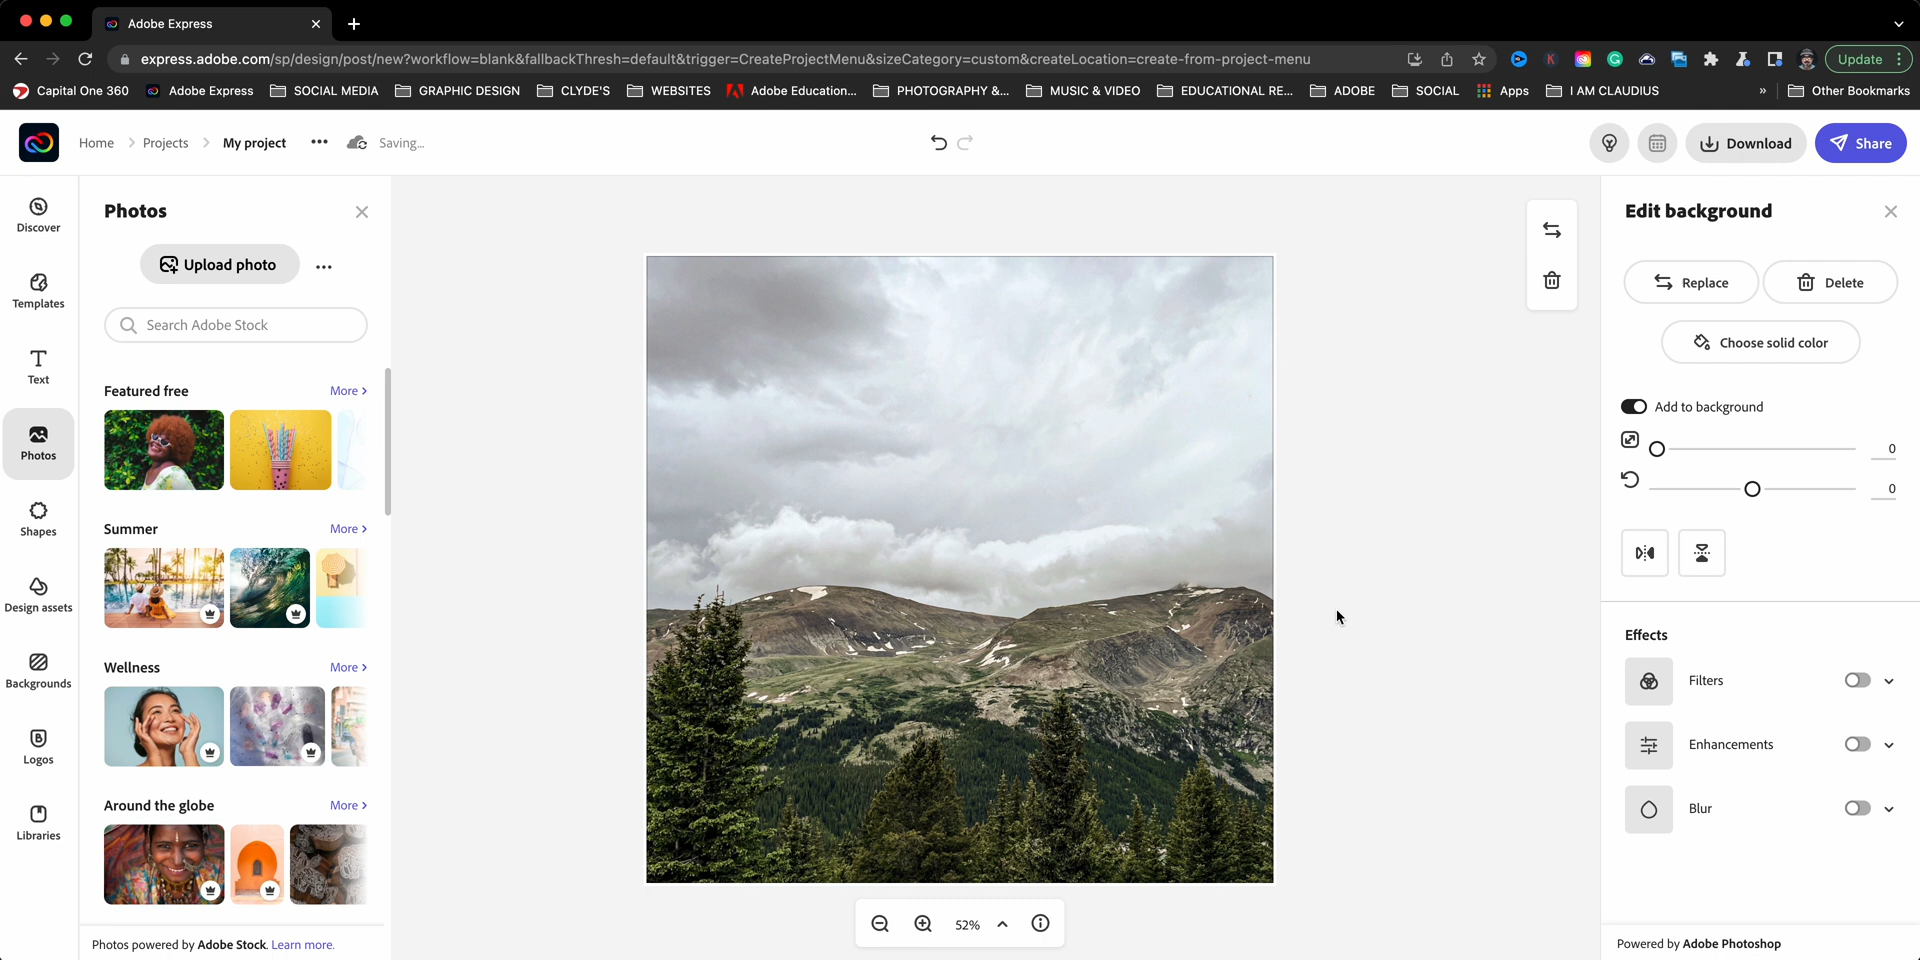 Adobe Express
express.adobe.com/sp/design/post/new?workflow=blank&fallbackThresh=default&trigger=CreateProjectMenu&sizeCategory=custom&createLocation=create-from-project-menu
Update
Capital One 360
Adobe Express
SOCIAL MEDIA
GRAPHIC DESIGN
CLYDE'S
WEBSITES
Adobe Education...
PHOTOGRAPHY &...
MUSIC & VIDEO
EDUCATIONAL RE...
ADOBE
SOCIAL
Apps
I AM CLAUDIUS
»
Other Bookmarks
Home
Projects
My project
Saving...
Download
Share
Discover
Templates
Text
Photos
Shapes
Design assets
Backgrounds
Logos
Libraries
Photos
Upload photo
Search Adobe Stock
Featured free
More
Summer
More
Wellness
More
Around the globe
More
Photos powered by Adobe Stock. Learn more.
52%
Edit background
Replace
Delete
Choose solid color
Add to background
0
0
Effects
Filters
Enhancements
Blur
Powered by Adobe Photoshop